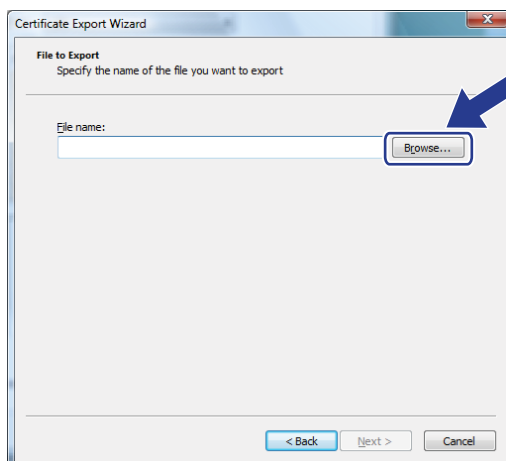 Certificate Export Wizard
File to Export
Specify the name of the file you want to export
File name:
Browse...
< Back Next > Cancel